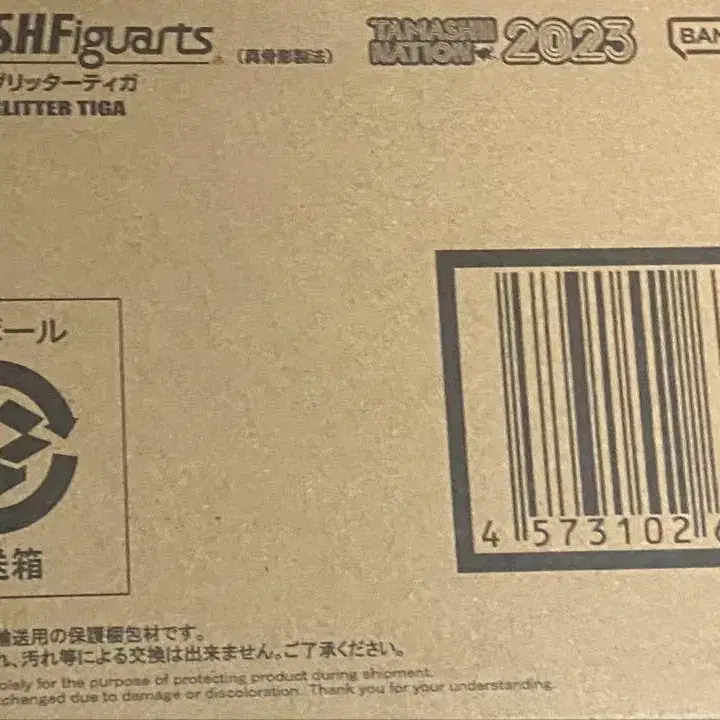 S.H.Figuarts (真骨彫製法) TAMASHII NATION 2023 BAN
グリッターティガ
GLITTER TIGA
ボール
送箱
4 573102 6
輸送用の保護梱包材です。
れ、汚れ等による交換は出来ません。ご了承ください。
olely for the purpose of protecting product during shipment.
changed due to damage or discoloration. Thank you for your understanding.